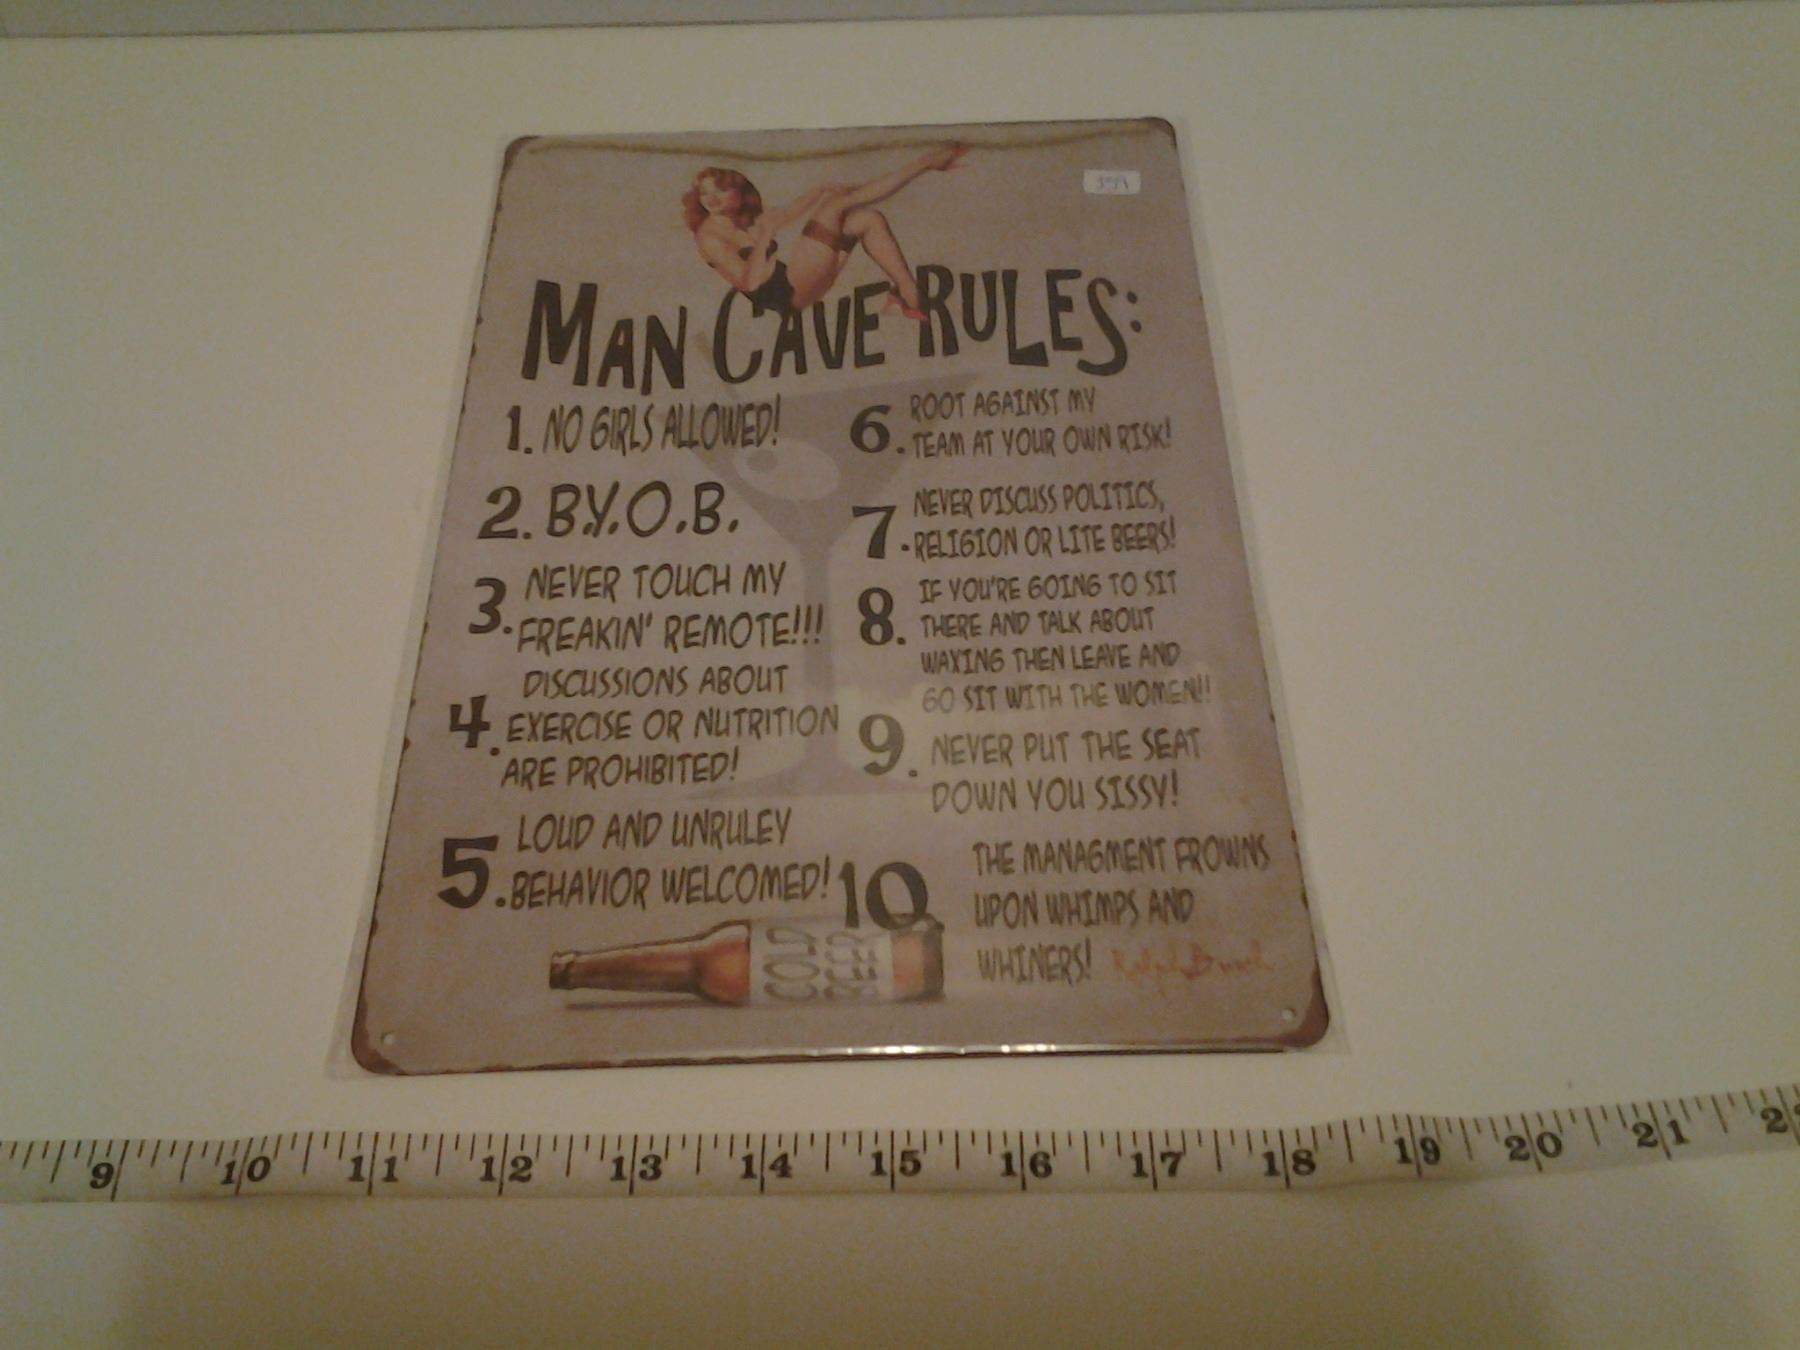 MAN CAVE RULES:
1. NO GIRLS ALLOWED!
2. B.Y.O.B.
3. NEVER TOUCH MY
FREAKIN' REMOTE!!!
4. DISCUSSIONS ABOUT
EXERCISE OR NUTRITION
ARE PROHIBITED!
5. LOUD AND UNRULEY
BEHAVIOR WELCOMED!
6. ROOT AGAINST MY
TEAM AT YOUR OWN RISK!
7. NEVER DISCUSS POLITICS,
RELIGION OR LITE BEERS!
8. IF YOU'RE GOING TO SIT
THERE AND TALK ABOUT
WAXING THEN LEAVE AND
GO SIT WITH THE WOMEN!!
9. NEVER PUT THE SEAT
DOWN YOU SISSY!
10. THE MANAGMENT FROWNS
UPON WHIMPS AND
WHINERS!
COLD
BEER
9 10 11 12 13 14 15 16 17 18 19 20 21